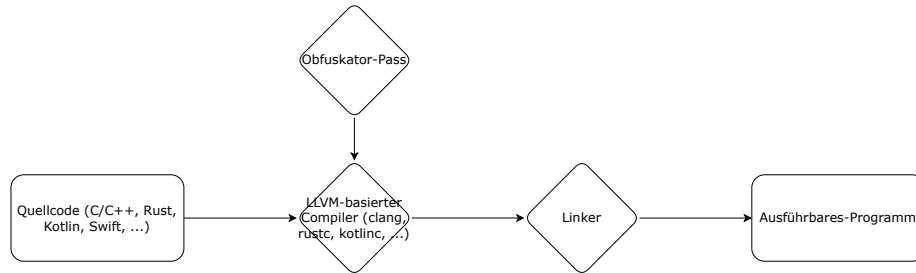 Obfuskator-Pass
Quellcode (C/C++, Rust,
Kotlin, Swift, ...)
LLVM-basierter
Compiler (clang,
rustc, kotlinc, ...)
Linker
Ausführbares-Programm